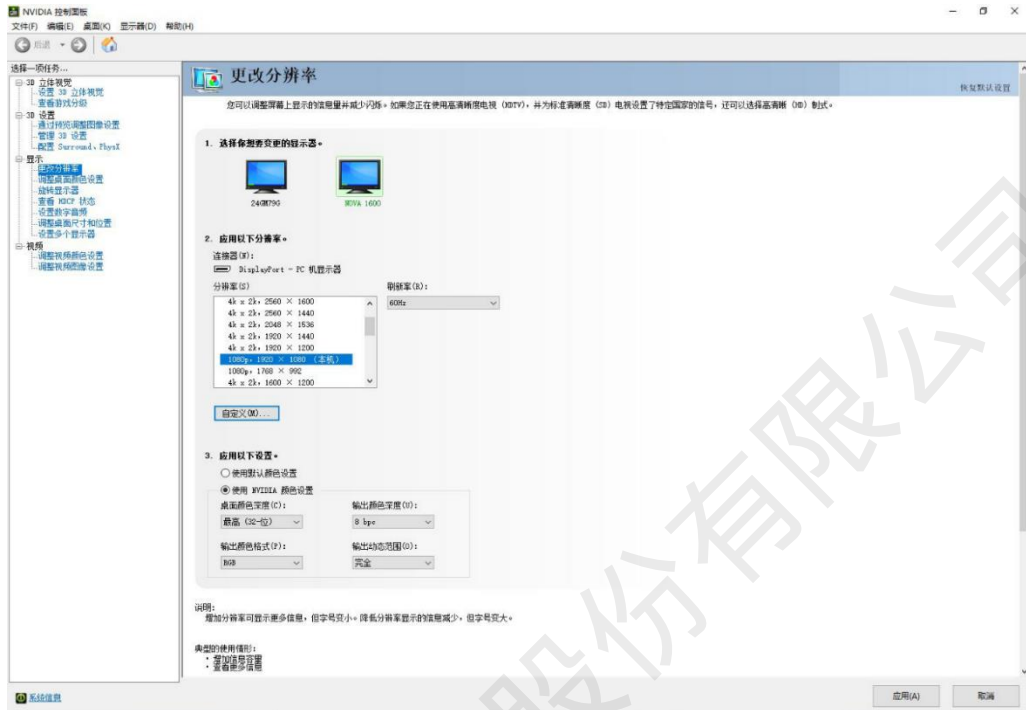 NVIDIA 控制面板
文件(F) 编辑(E) 桌面(K) 显示器(D) 帮助(H)
后退
选择一项任务...
3D 立体视觉
设置 3D 立体视觉
查看游戏分级
3D 设置
通过预览调整图像设置
管理 3D 设置
配置 Surround、PhysX
显示
更改分辨率
调整桌面颜色设置
旋转显示器
查看 HDCP 状态
设置数字音频
调整桌面尺寸和位置
设置多个显示器
视频
调整视频颜色设置
调整视频图像设置
更改分辨率
恢复默认设置
您可以调整屏幕上显示的信息量并减少闪烁。如果您正在使用高清晰度电视 (HDTV)，并为标准清晰度 (SD) 电视设置了特定国家的信号，还可以选择高清晰 (HD) 制式。
1. 选择你想要变更的显示器。
24GM79G
NOVA 1600
2. 应用以下分辨率。
连接器(N):
DisplayPort - PC 机显示器
分辨率(S)
刷新率(R):
4k x 2k, 2560 × 1600
60Hz
4k x 2k, 2560 × 1440
4k x 2k, 2048 × 1536
4k x 2k, 1920 × 1440
4k x 2k, 1920 × 1200
1080p, 1920 × 1080 (本机)
1080p, 1768 × 992
4k x 2k, 1600 × 1200
自定义(M)...
3. 应用以下设置。
使用默认颜色设置
使用 NVIDIA 颜色设置
桌面颜色深度(C):
输出颜色深度(U):
最高 (32-位)
8 bpc
输出颜色格式(F):
输出动态范围(O):
RGB
完全
说明:
增加分辨率可显示更多信息，但字号变小。降低分辨率显示的信息减少，但字号变大。
典型的使用情形:
· 增加信息容量
· 查看更多信息
系统信息
应用(A)
取消
股份有限公司